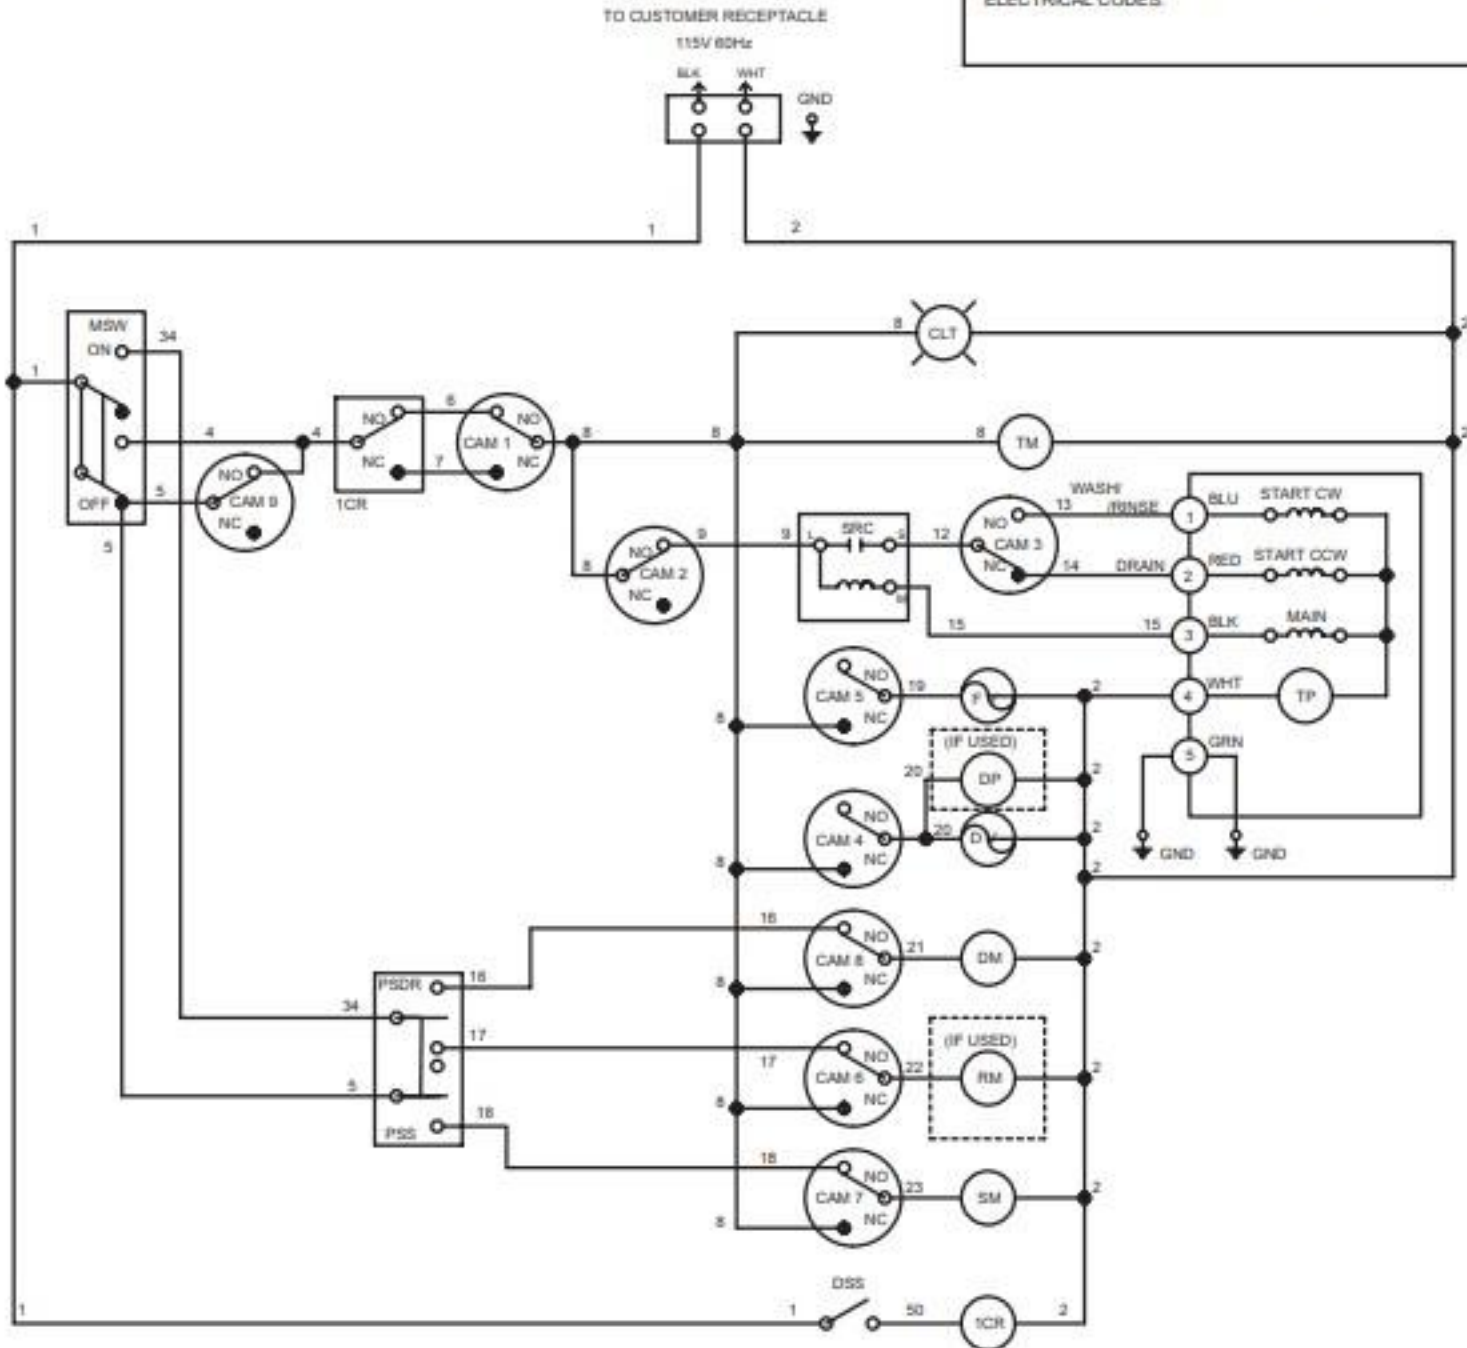 ELECTRICAL CODES.
TO CUSTOMER RECEPTACLE
115V 60Hz
BLK WHT
GND
1 1 2
MSW
ON 34
1
4 4
OFF 5
5
NO
CAM 9
NC
NO
NC
1CR
6
7
NO
CAM 1
NC
8 8
8 CLT 2
8 TM 2
8
NO
CAM 2
NC
9 9
L SRC S
M
12
NO
CAM 3
NC
WASH/
13 /RINSE
14 DRAIN
15 15
1 BLU START CW
2 RED START CCW
3 BLK MAIN
4 WHT TP
5 GRN
GND GND
8
NO
CAM 5
NC
19 F 2
(IF USED)
20 DP 2
8
NO
CAM 4
NC
20 D 2
2
16
8
NO
CAM 8
NC
21 DM 2
PSDR 16
34
17
5
PSS 18
17
8
NO
CAM 6
NC
22
(IF USED)
RM 2
18
8
NO
CAM 7
NC
23 SM 2
DSS
1 1 50 1CR 2